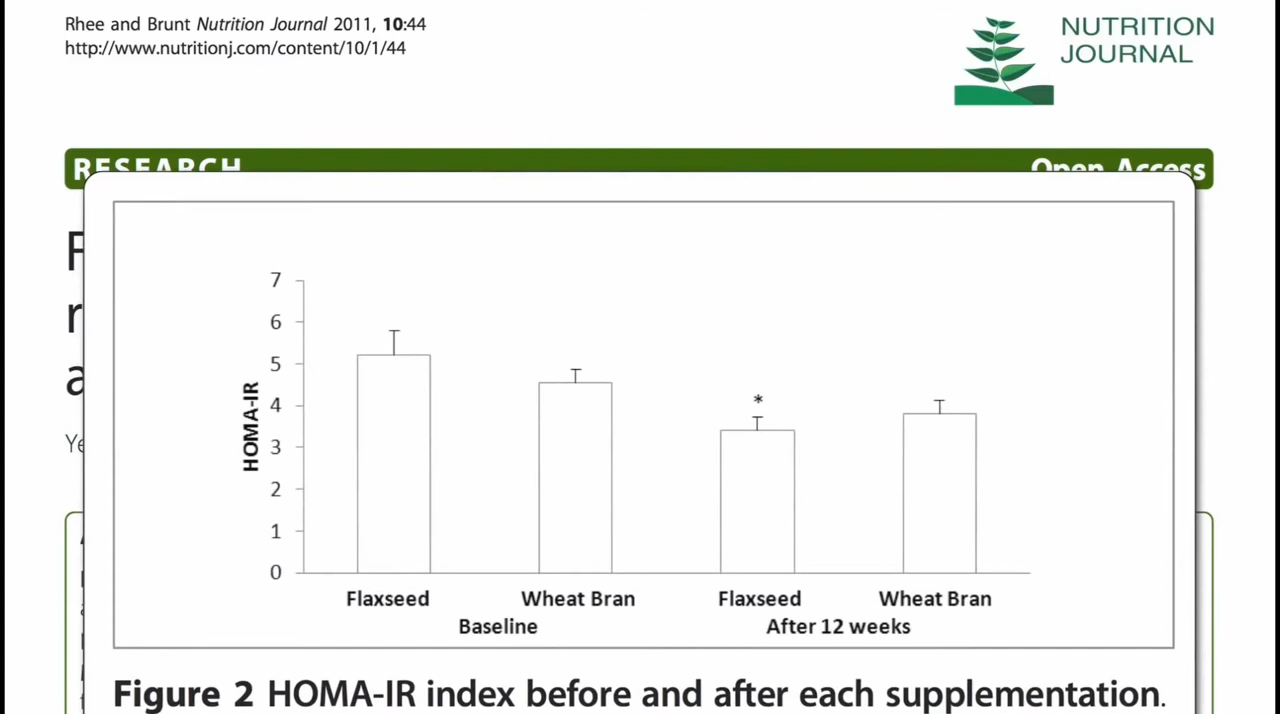 Rhee and Brunt Nutrition Journal 2011, 10:44
http://www.nutritionj.com/content/10/1/44
NUTRITION
JOURNAL
RESEARCH
Open Access
7
6
5
4
3
2
1
0
HOMA-IR
*
Flaxseed Wheat Bran Flaxseed Wheat Bran
Baseline After 12 weeks
Figure 2 HOMA-IR index before and after each supplementation.